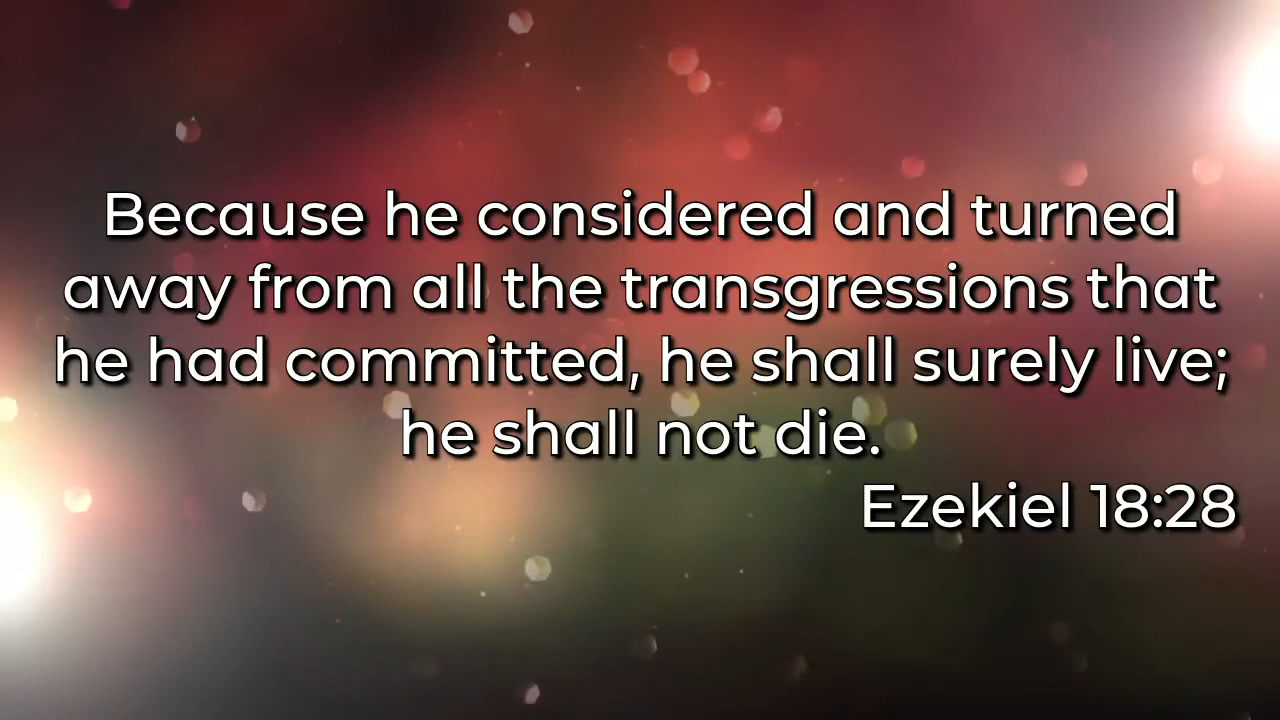 Because he considered and turned
away from all the transgressions that
he had committed, he shall surely live;
he shall not die.
Ezekiel 18:28